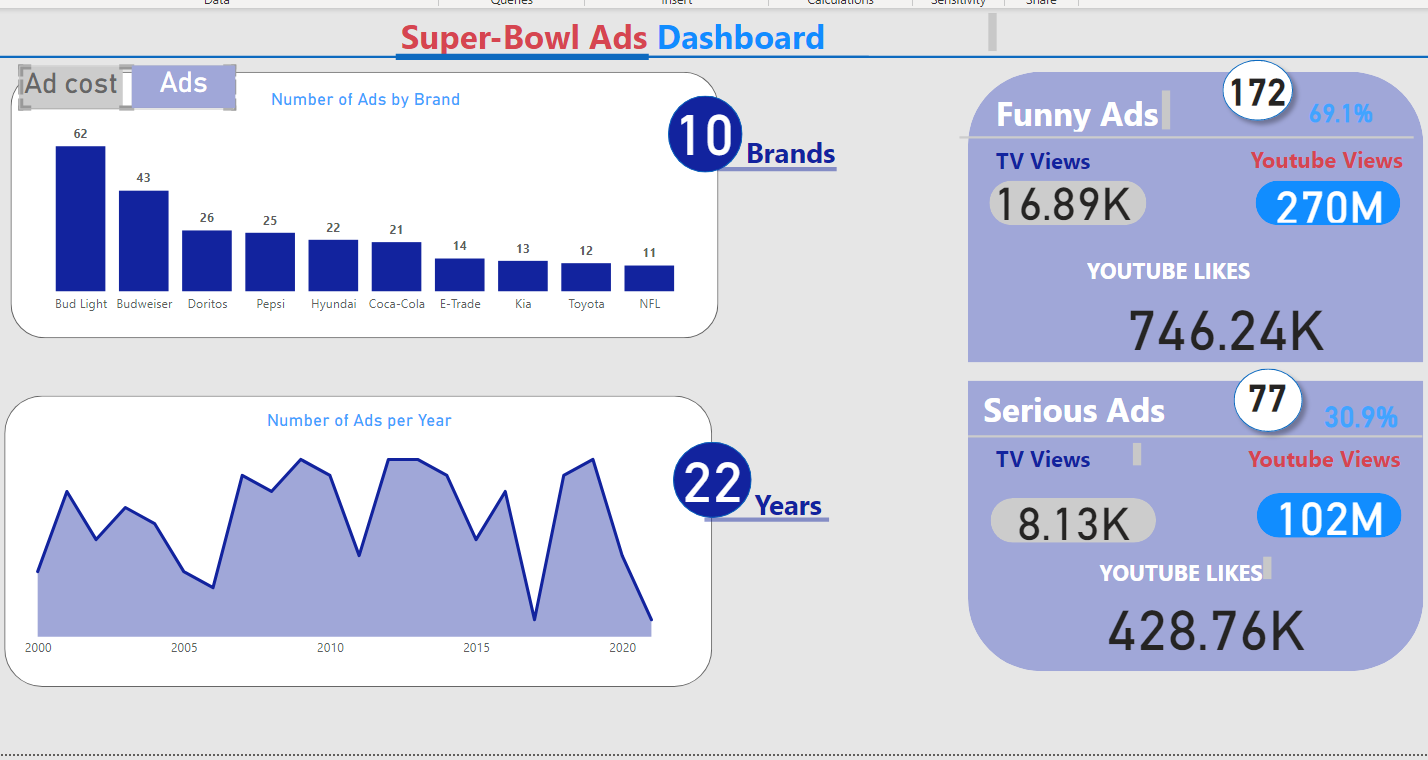 Data Queries Insert Calculations Sensitivity Share
Super-Bowl Ads Dashboard
Ad cost Ads
Number of Ads by Brand
62
43
26
25
22
21
14
13
12
11
Bud Light Budweiser Doritos Pepsi Hyundai Coca-Cola E-Trade Kia Toyota NFL
10 Brands
Number of Ads per Year
2000 2005 2010 2015 2020
22 Years
Funny Ads 172 69.1%
TV Views Youtube Views
16.89K 270M
YOUTUBE LIKES
746.24K
Serious Ads 77 30.9%
TV Views Youtube Views
8.13K 102M
YOUTUBE LIKES
428.76K